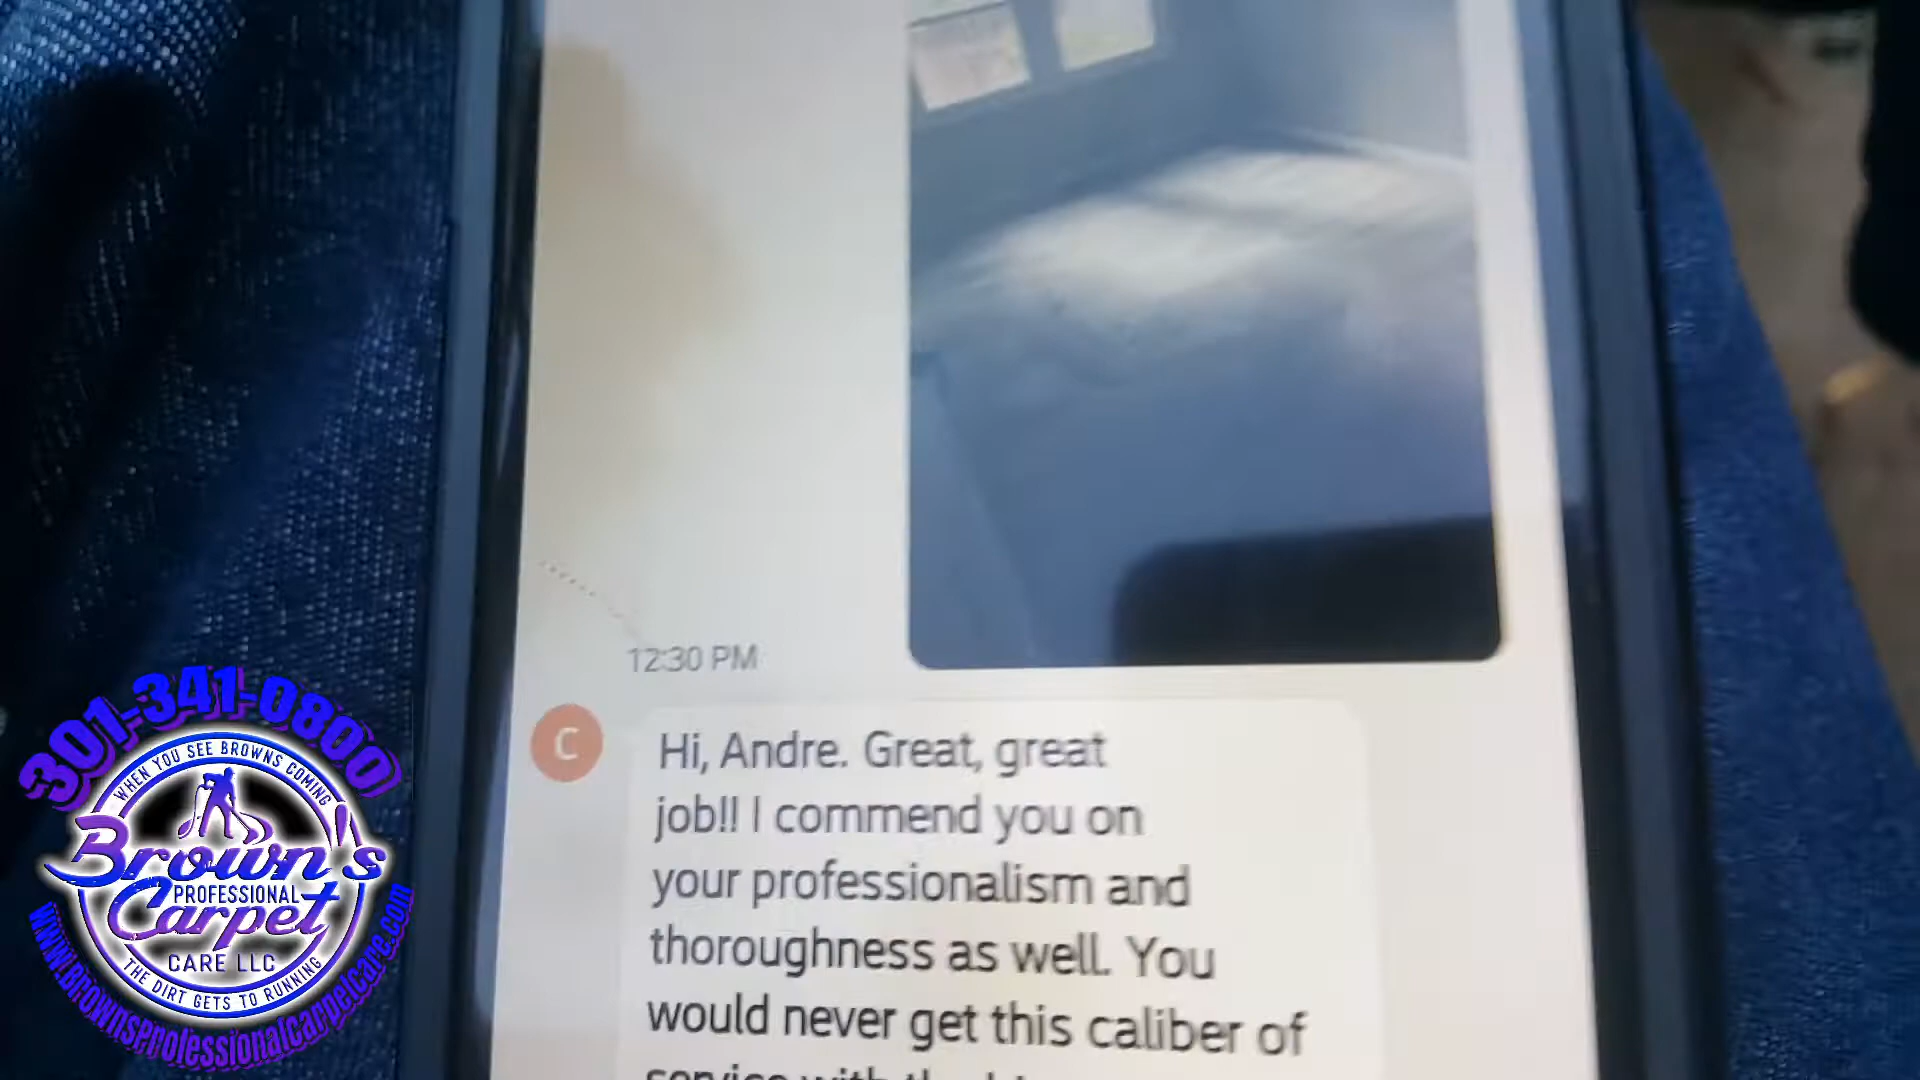 12:30 PM
C
Hi, Andre. Great, great
job!! I commend you on
your professionalism and
thoroughness as well. You
would never get this caliber of
service with
301-341-0800
WHEN YOU SEE BROWNS COMING
Brown's
PROFESSIONAL
Carpet
CARE LLC
THE DIRT GETS TO RUNNING!!
www.brownsprofessionalcarpetcare.com